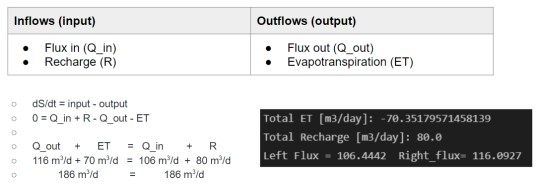 Inflows (input) Outflows (output)
● Flux in (Q_in) ● Flux out (Q_out)
● Recharge (R) ● Evapotranspiration (ET)
○ dS/dt = input - output
○ 0 = Q_in + R - Q_out - ET
○
○ Q_out + ET = Q_in + R
○ 116 m³/d + 70 m³/d = 106 m³/d + 80 m³/d
○ 186 m³/d = 186 m³/d
Total ET [m3/day]: -70.35179571458139
Total Recharge [m3/day]: 80.0
Left Flux = 106.4442 Right_flux= 116.0927